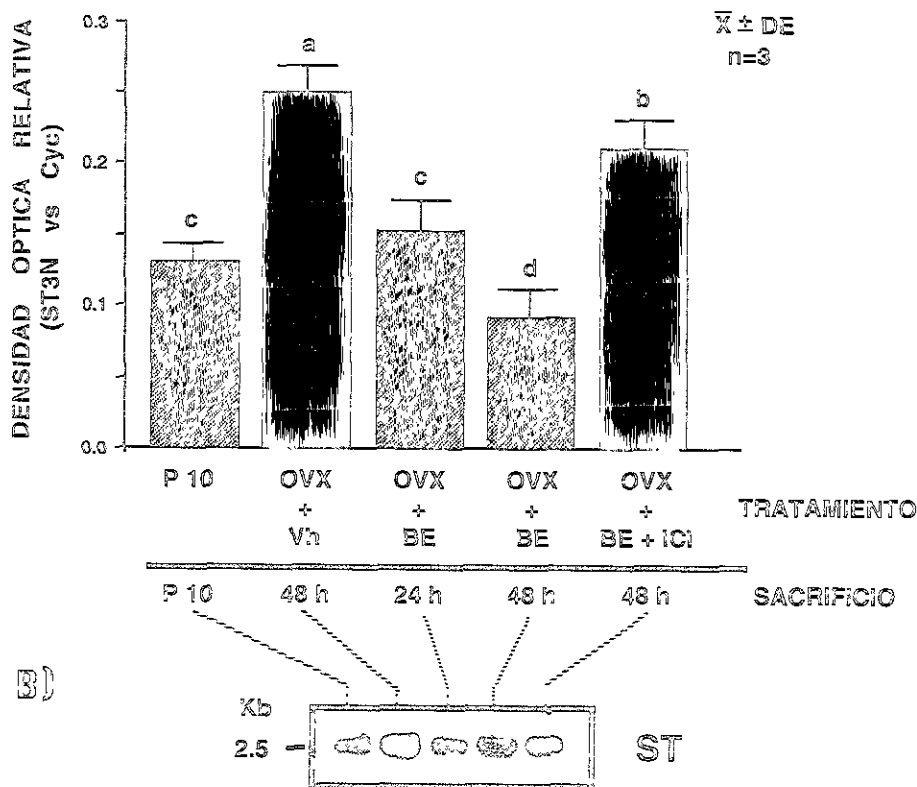 DENSIDAD OPTICA RELATIVA
(ST3N vs Cyc)
0.3
0.2
0.1
0.0
X̅ ± DE
n=3
c
a
c
d
b
P 10
OVX + Vh
OVX + BE
OVX + BE
OVX + BE + ICI
TRATAMIENTO
P 10 48 h 24 h 48 h 48 h SACRIFICIO
B)
Kb
2.5
ST